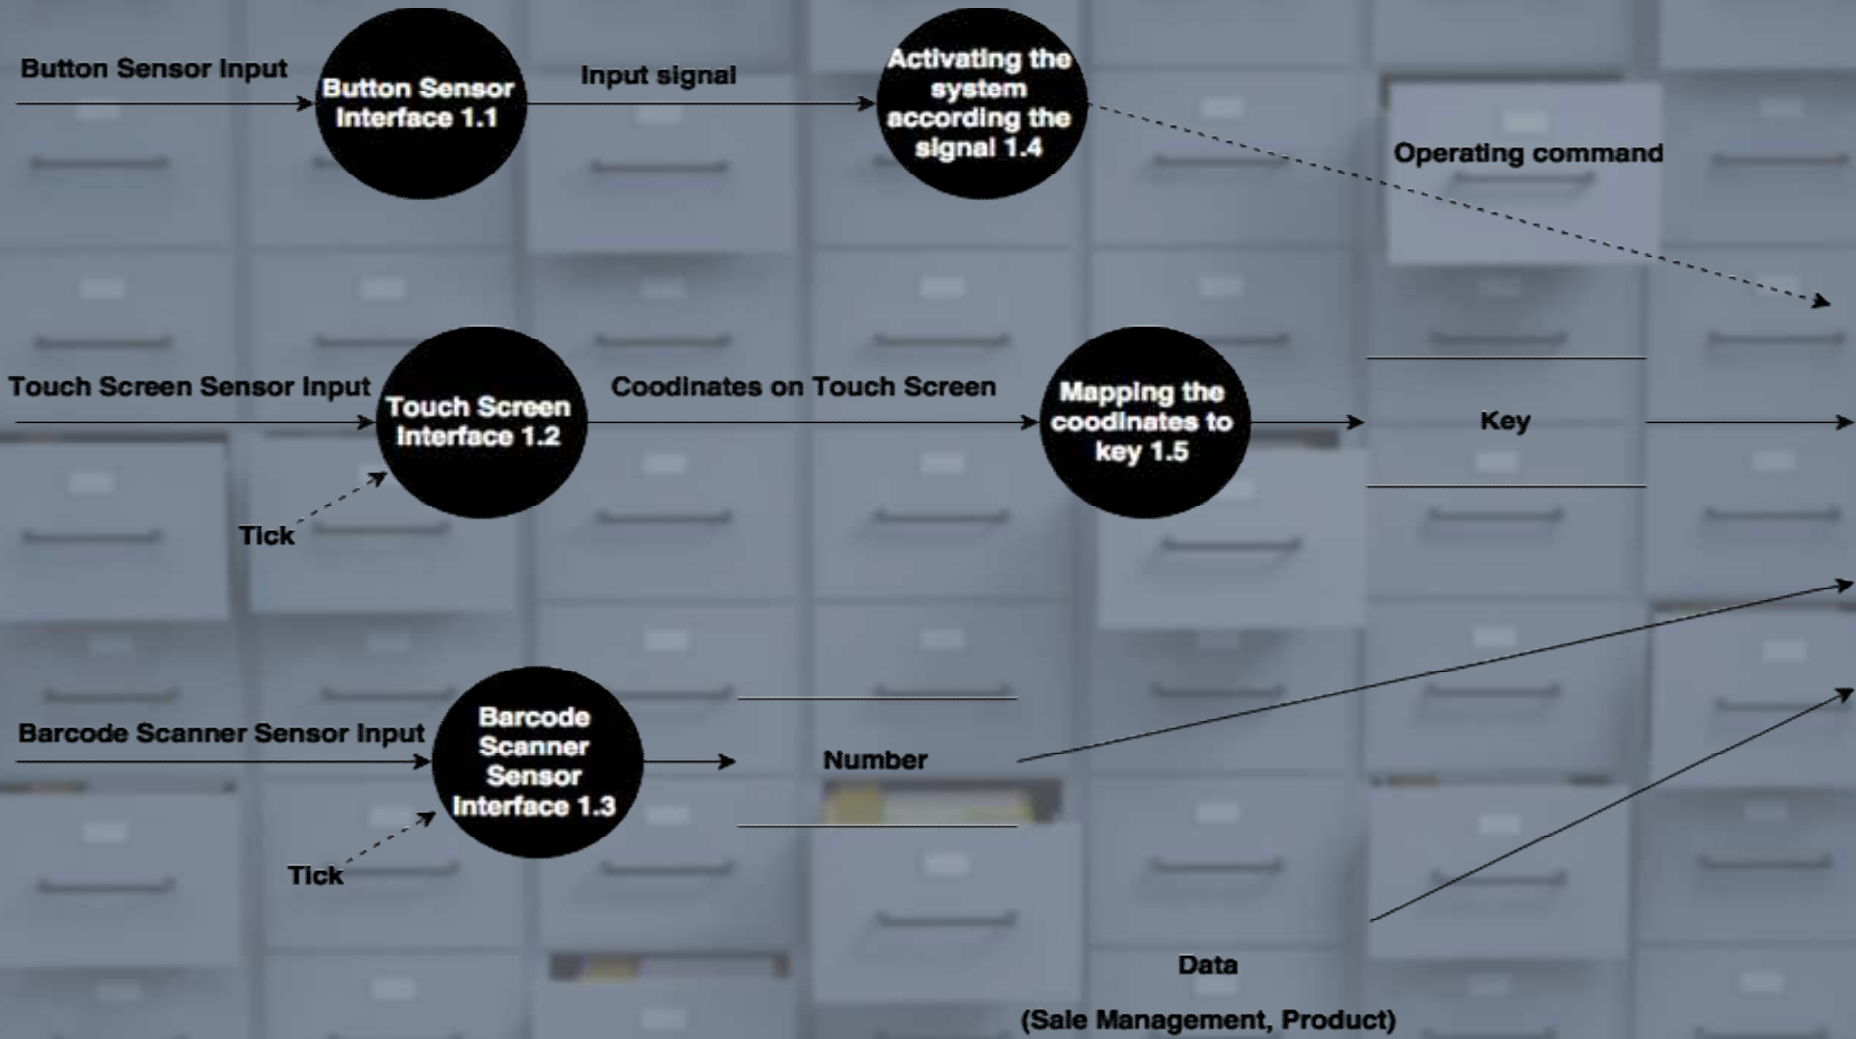 Button Sensor Input
Button Sensor
Interface 1.1
Input signal
Activating the
system
according the
signal 1.4
Operating command
Touch Screen Sensor Input
Touch Screen
Interface 1.2
Coodinates on Touch Screen
Mapping the
coodinates to
key 1.5
Key
Tick
Barcode Scanner Sensor Input
Barcode
Scanner
Sensor
Interface 1.3
Number
Tick
Data
(Sale Management, Product)